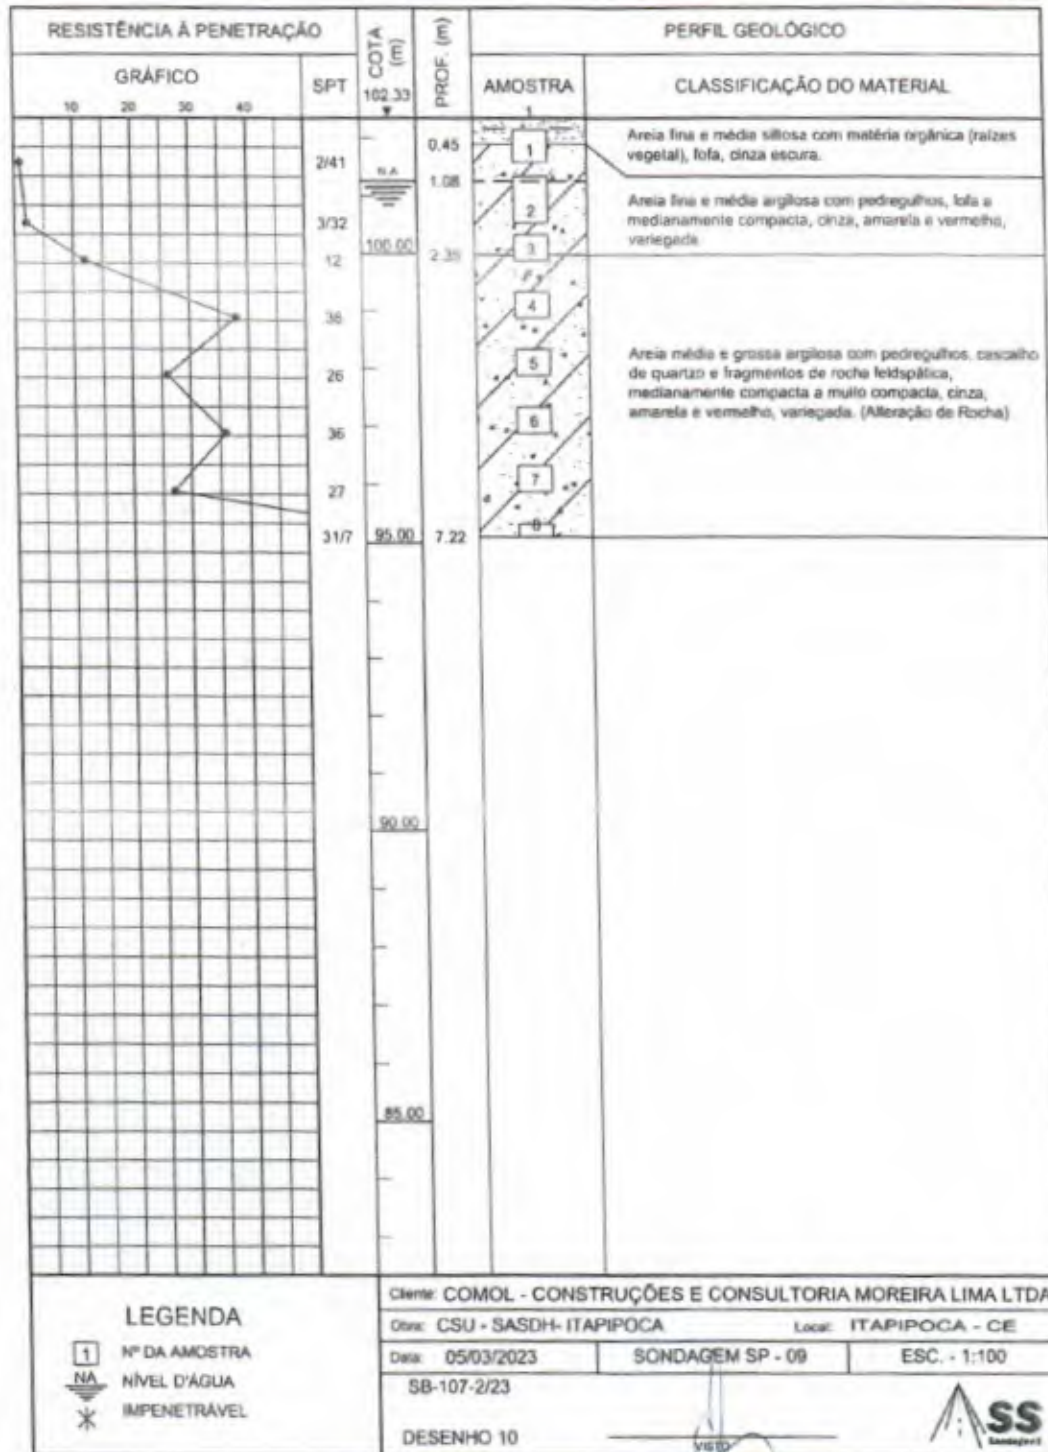 RESISTÊNCIA À PENETRAÇÃO
COTA (m)
PROF. (m)
PERFIL GEOLÓGICO
GRÁFICO
SPT
102.33
AMOSTRA
CLASSIFICAÇÃO DO MATERIAL
10 20 30 40
1
Areia fina e média siltosa com matéria orgânica (raízes
vegetal), fofa, cinza escura.
0.45
1
2/41
N.A
1.08
Areia fina e média argilosa com pedregulhos, fofa a
medianamente compacta, cinza, amarela e vermelho,
variegada
2
3/32
100.00
2.35
3
12
4
38
Areia média e grossa argilosa com pedregulhos, cascalho
de quartzo e fragmentos de rocha feldspática,
medianamente compacta a muito compacta, cinza,
amarela e vermelho, variegada. (Alteração de Rocha)
5
26
6
36
7
27
8
31/7
95.00
7.22
90.00
85.00
LEGENDA
1 Nº DA AMOSTRA
NA NÍVEL D'ÁGUA
IMPENETRÁVEL
Cliente: COMOL - CONSTRUÇÕES E CONSULTORIA MOREIRA LIMA LTDA
Obra: CSU - SASDH- ITAPIPOCA
Local: ITAPIPOCA - CE
Data: 05/03/2023
SONDAGEM SP - 09
ESC. - 1:100
SB-107-2/23
DESENHO 10
VISTO
SS
Sondagens